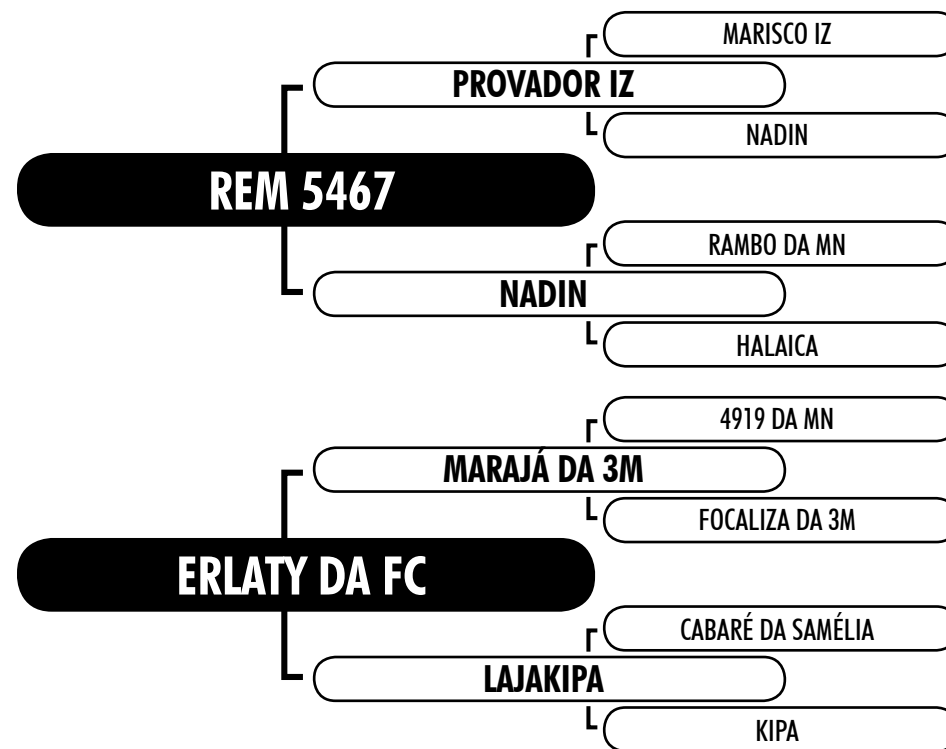 MARISCO IZ
PROVADOR IZ
NADIN
REM 5467
RAMBO DA MN
NADIN
HALAICA
4919 DA MN
MARAJÁ DA 3M
FOCALIZA DA 3M
ERLATY DA FC
CABARÉ DA SAMÉLIA
LAJAKIPA
KIPA